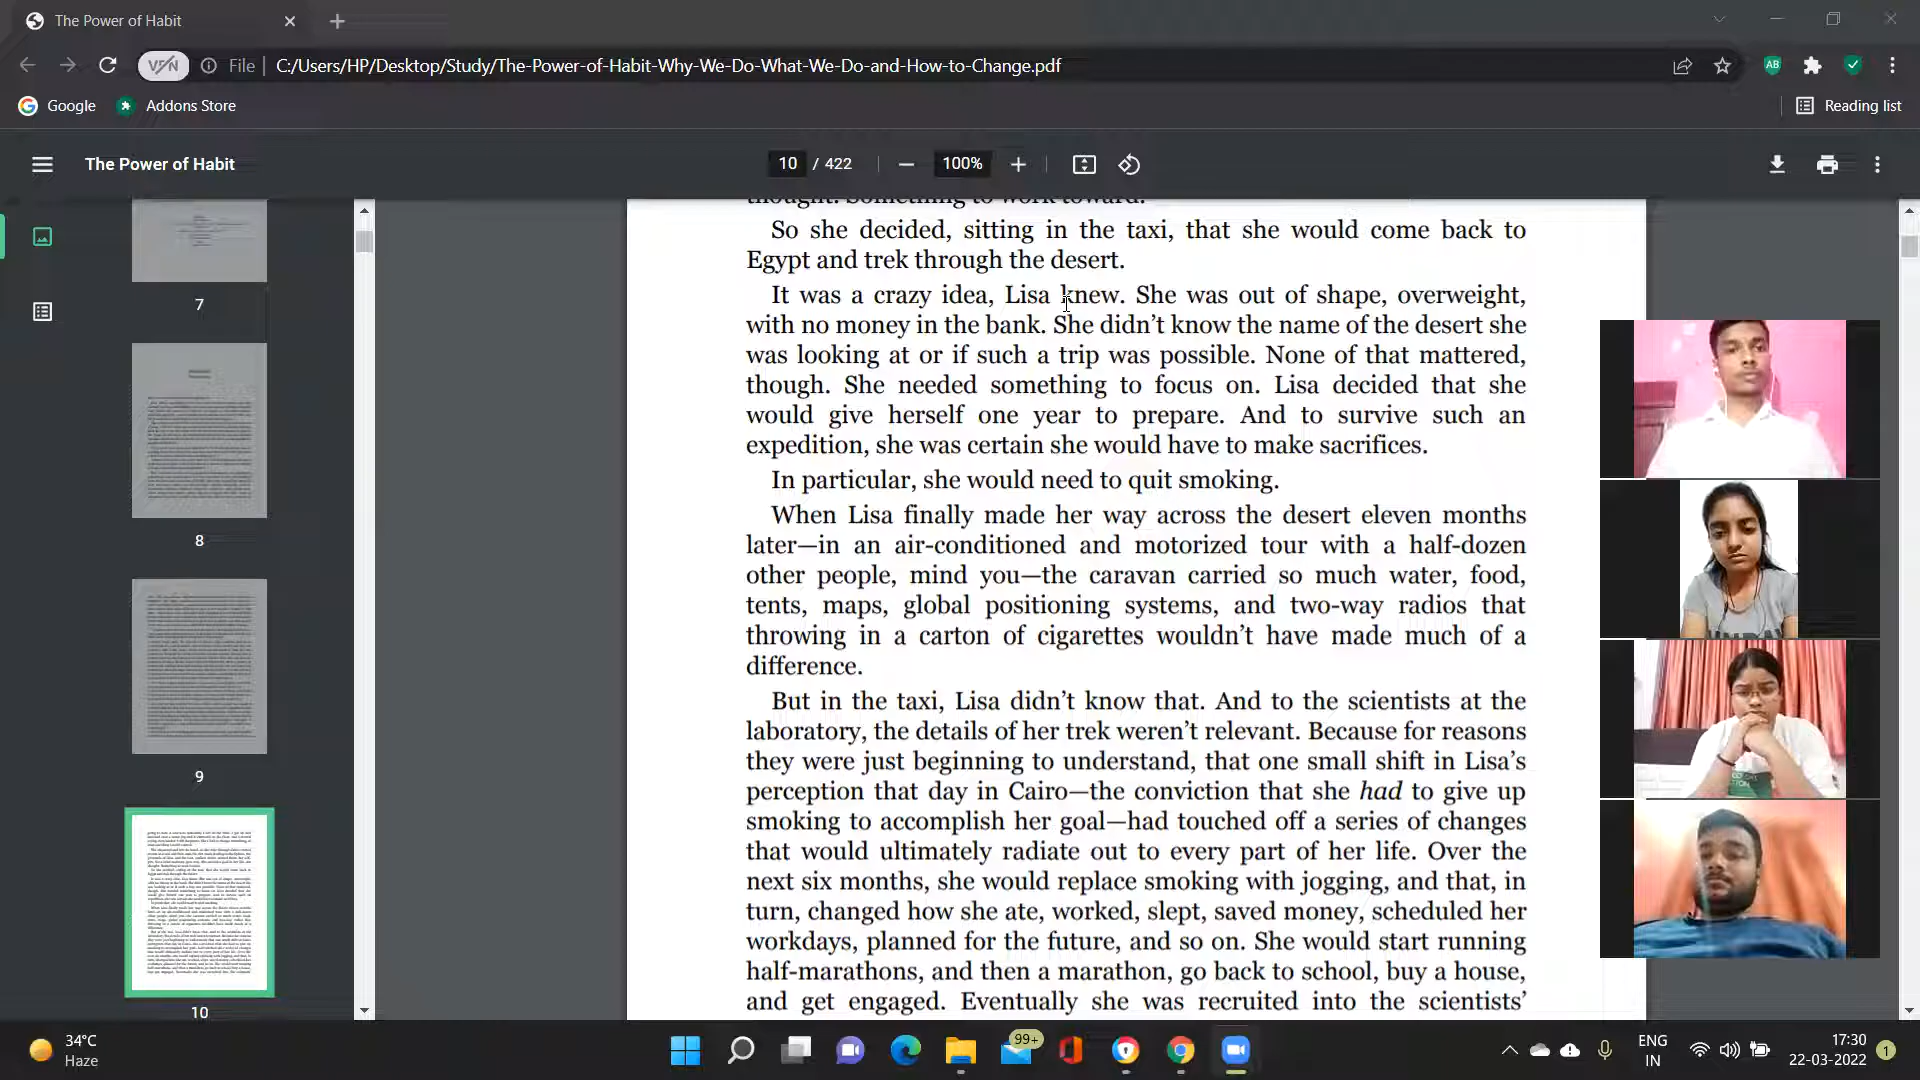 The Power of Habit
File | C:/Users/HP/Desktop/Study/The-Power-of-Habit-Why-We-Do-What-We-Do-and-How-to-Change.pdf
Google Addons Store Reading list
The Power of Habit 10 / 422 100%
thought. Something to work toward.
So she decided, sitting in the taxi, that she would come back to
Egypt and trek through the desert.
It was a crazy idea, Lisa knew. She was out of shape, overweight,
with no money in the bank. She didn’t know the name of the desert she
was looking at or if such a trip was possible. None of that mattered,
though. She needed something to focus on. Lisa decided that she
would give herself one year to prepare. And to survive such an
expedition, she was certain she would have to make sacrifices.
In particular, she would need to quit smoking.
When Lisa finally made her way across the desert eleven months
later—in an air-conditioned and motorized tour with a half-dozen
other people, mind you—the caravan carried so much water, food,
tents, maps, global positioning systems, and two-way radios that
throwing in a carton of cigarettes wouldn’t have made much of a
difference.
But in the taxi, Lisa didn’t know that. And to the scientists at the
laboratory, the details of her trek weren’t relevant. Because for reasons
they were just beginning to understand, that one small shift in Lisa’s
perception that day in Cairo—the conviction that she had to give up
smoking to accomplish her goal—had touched off a series of changes
that would ultimately radiate out to every part of her life. Over the
next six months, she would replace smoking with jogging, and that, in
turn, changed how she ate, worked, slept, saved money, scheduled her
workdays, planned for the future, and so on. She would start running
half-marathons, and then a marathon, go back to school, buy a house,
and get engaged. Eventually she was recruited into the scientists’
7
8
9
10
34°C
Haze
99+
ENG
IN
17:30
22-03-2022
1